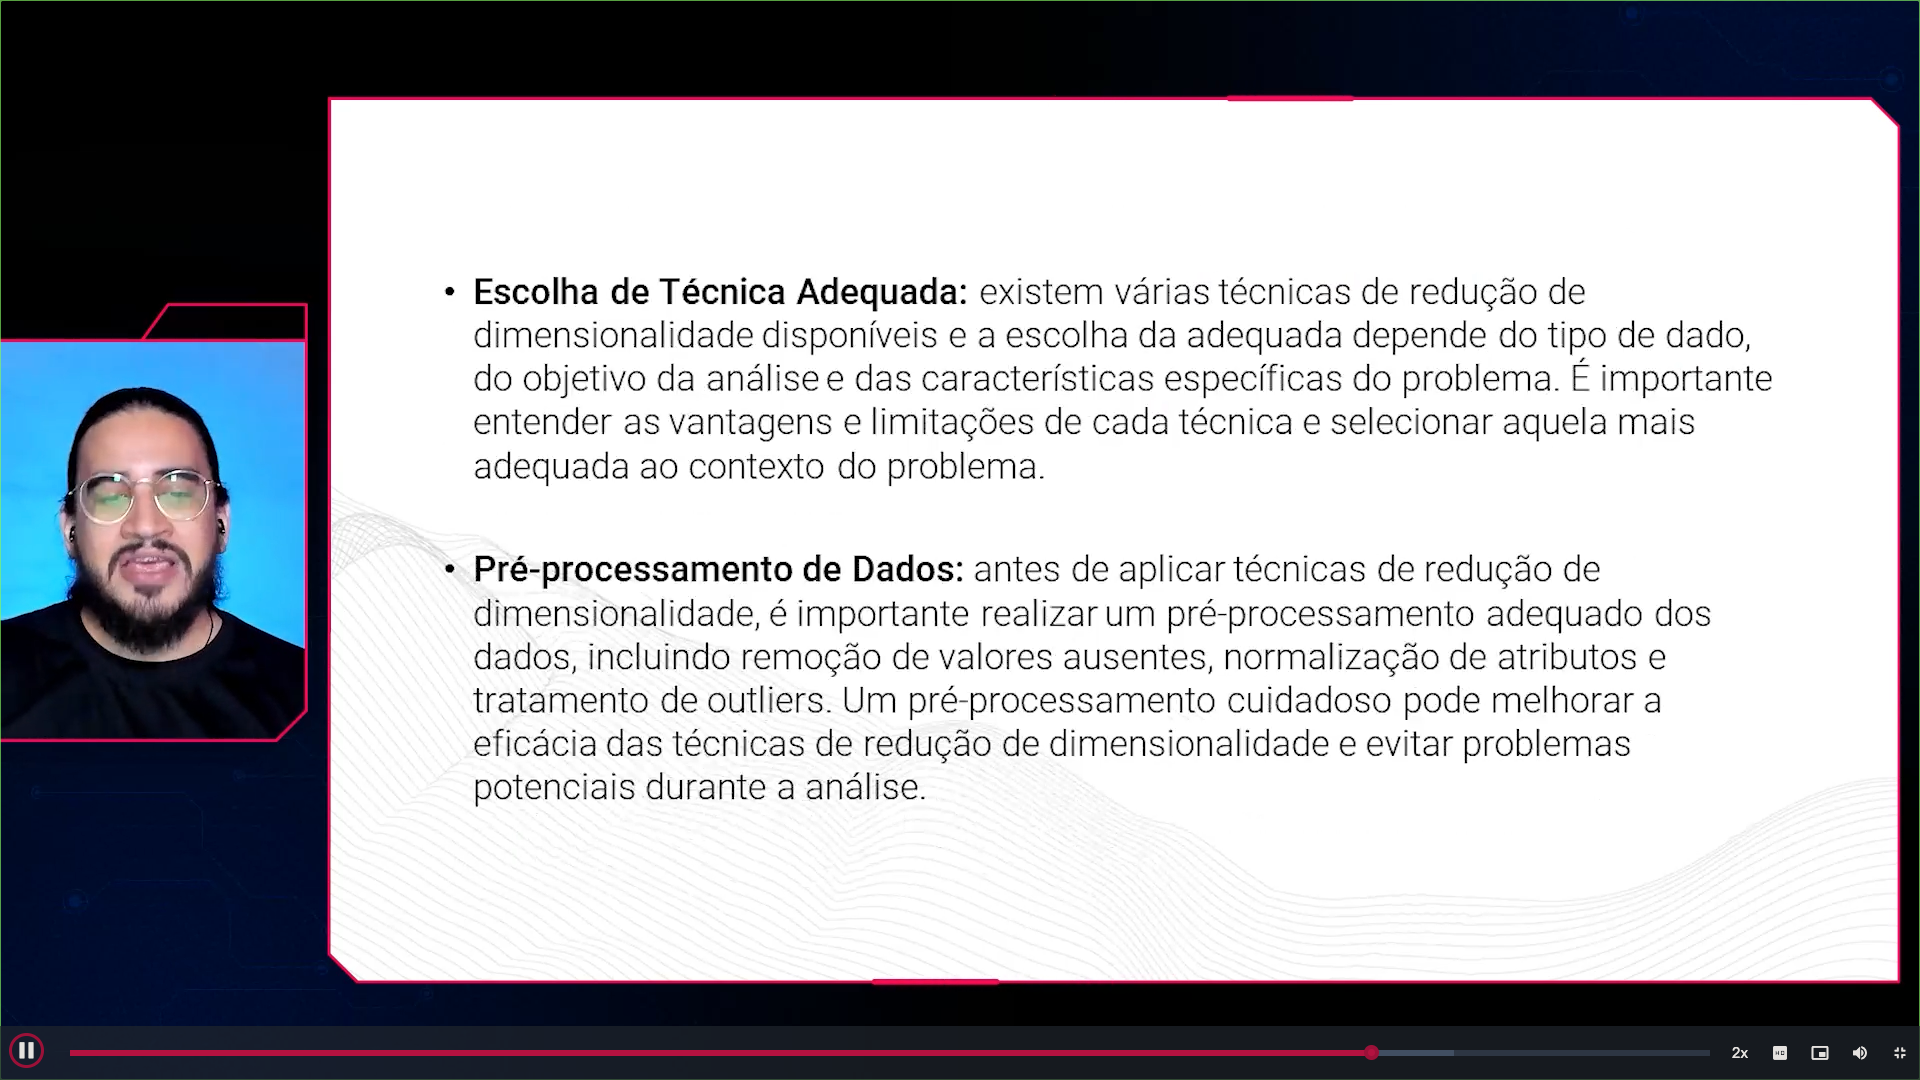 • Escolha de Técnica Adequada: existem várias técnicas de redução de
dimensionalidade disponíveis e a escolha da adequada depende do tipo de dado,
do objetivo da análise e das características específicas do problema. É importante
entender as vantagens e limitações de cada técnica e selecionar aquela mais
adequada ao contexto do problema.
• Pré-processamento de Dados: antes de aplicar técnicas de redução de
dimensionalidade, é importante realizar um pré-processamento adequado dos
dados, incluindo remoção de valores ausentes, normalização de atributos e
tratamento de outliers. Um pré-processamento cuidadoso pode melhorar a
eficácia das técnicas de redução de dimensionalidade e evitar problemas
potenciais durante a análise.
2x